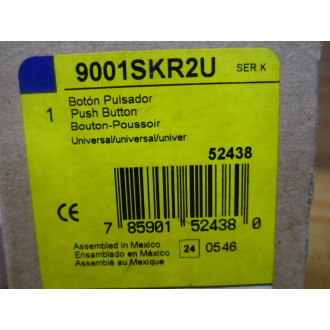 9001SKR2U SER.K
1
Botón Pulsador
Push Button
Bouton-Poussoir
Universal/universal/univer
52438
CE
7 85901 52438 0
Assembled in Mexico
Ensamblado en México
Assemblé au Mexique
24 0546